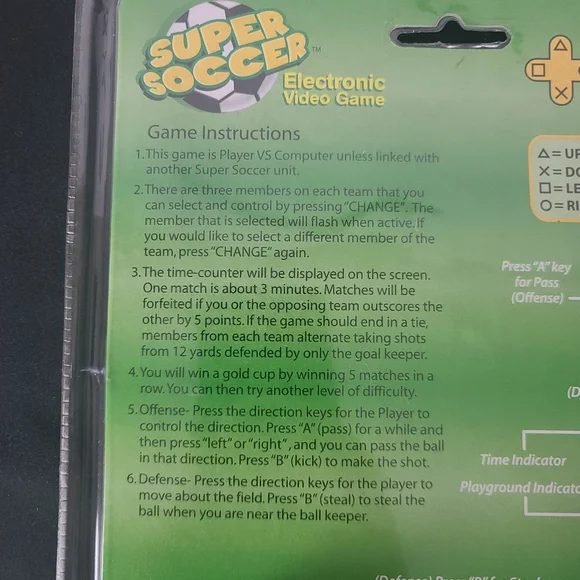 SUPER
SOCCER™
Electronic
Video Game
Game Instructions
1. This game is Player VS Computer unless linked with
another Super Soccer unit.
2. There are three members on each team that you
can select and control by pressing "CHANGE". The
member that is selected will flash when active. If
you would like to select a different member of the
team, press "CHANGE" again.
3. The time-counter will be displayed on the screen.
One match is about 3 minutes. Matches will be
forfeited if you or the opposing team outscores the
other by 5 points. If the game should end in a tie,
members from each team alternate taking shots
from 12 yards defended by only the goal keeper.
4. You will win a gold cup by winning 5 matches in a
row. You can then try another level of difficulty.
5. Offense- Press the direction keys for the Player to
control the direction. Press "A" (pass) for a while and
then press "left" or "right", and you can pass the ball
in that direction. Press "B" (kick) to make the shot.
6. Defense- Press the direction keys for the player to
move about the field. Press "B" (steal) to steal the
ball when you are near the ball keeper.
△ = UP
✕ = DO
□ = LE
○ = RI
Press "A" key
for Pass
(Offense)
(D
Time Indicator
Playground Indicato
(Defense) Press "B" for